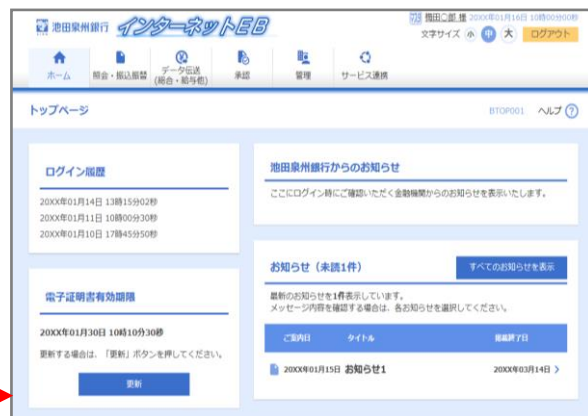 池田泉州銀行 インターネットEB
様 20XX年01月16日 10時00分00秒
文字サイズ 小 中 大 ログアウト
ホーム 照会・振込振替 データ伝送 承認 管理 サービス連携
(総合・給与他)
トップページ
BTOP001 ヘルプ ?
ログイン履歴
20XX年01月14日 13時15分02秒
20XX年01月11日 10時00分30秒
20XX年01月10日 17時45分50秒
電子証明書有効期限
20XX年01月30日 10時10分30秒
更新する場合は、「更新」ボタンを押してください。
更新
池田泉州銀行からのお知らせ
ここにログイン時にご確認いただく金融機関からのお知らせを表示いたします。
お知らせ（未読1件） すべてのお知らせを表示
最新のお知らせを1件表示しています。
メッセージ内容を確認する場合は、各お知らせを選択してください。
ご案内日 タイトル 掲載終了日
20XX年01月15日 お知らせ1 20XX年03月14日